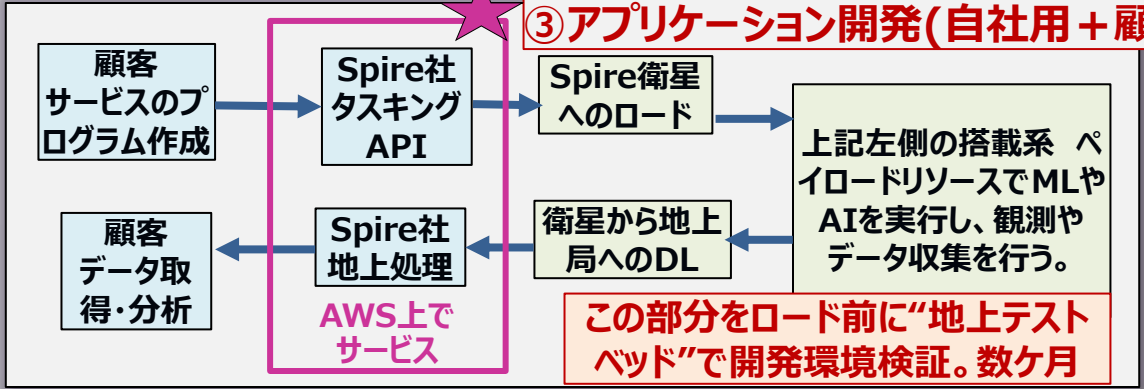 ③アプリケーション開発(自社用＋顧
顧客
サービスのプ
ログラム作成
Spire社
タスキング
API
Spire衛星
へのロード
上記左側の搭載系 ペ
イロードリソースでMLや
AIを実行し、観測や
データ収集を行う。
衛星から地上
局へのDL
Spire社
地上処理
顧客
データ取
得・分析
AWS上で
サービス
この部分をロード前に“地上テスト
ベッド”で開発環境検証。数ケ月